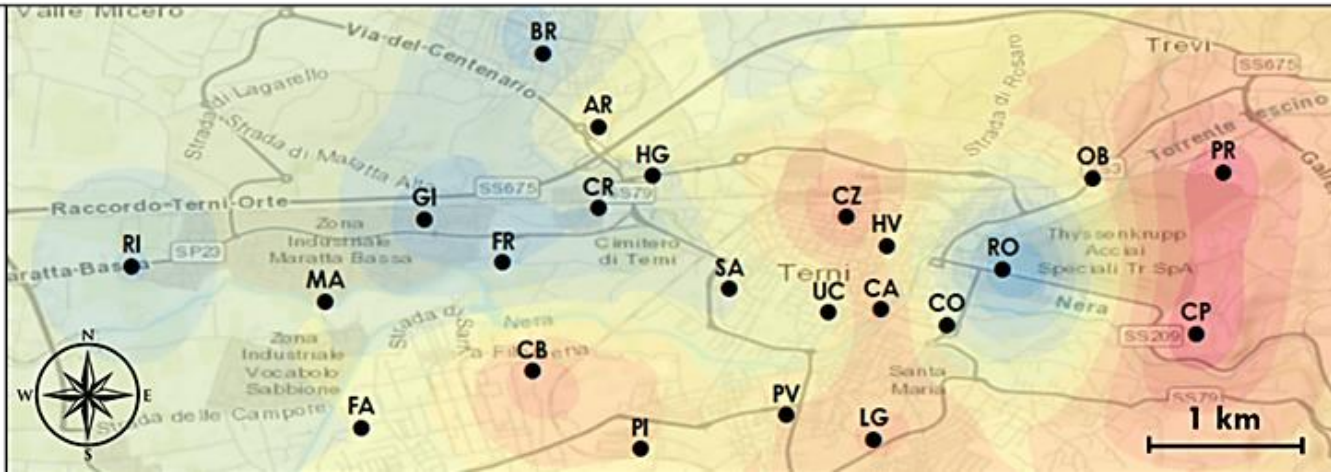 Valle Micero
BR
Via-del-Centenario
Trevi
SS675
Strada di Lagarello
Strada di Rosaro
AR
Torrente Tescino
Strada di Maratta Alta
HG
OB
PR
SS675
CR
SS79
GI
CZ
Raccordo-Terni-Orte
Zona
Industriale
Maratta Bassa
HV
RI
SP23
FR
Cimitero
di Terni
RO
Thyssenkrupp
Acciai
Speciali Tr SpA
MA
SA
Terni
UC
CA
CO
Nera
CP
SS209
Zona
Industriale
Vocabolo
Sabbione
Nera
CB
Santa
Maria
N
W
E
S
Strada delle Campore
FA
PI
PV
LG
SS79
1 km